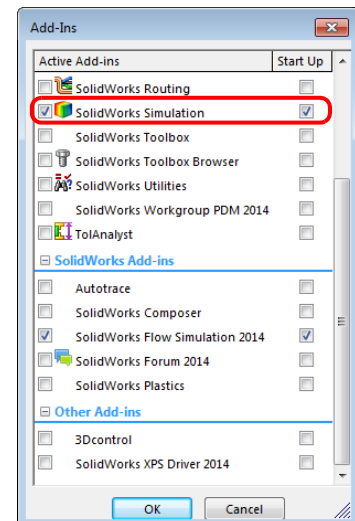 Add-Ins
Active Add-ins Start Up
SolidWorks Routing
SolidWorks Simulation
SolidWorks Toolbox
SolidWorks Toolbox Browser
SolidWorks Utilities
SolidWorks Workgroup PDM 2014
TolAnalyst
SolidWorks Add-ins
Autotrace
SolidWorks Composer
SolidWorks Flow Simulation 2014
SolidWorks Forum 2014
SolidWorks Plastics
Other Add-ins
3Dcontrol
SolidWorks XPS Driver 2014
OK Cancel